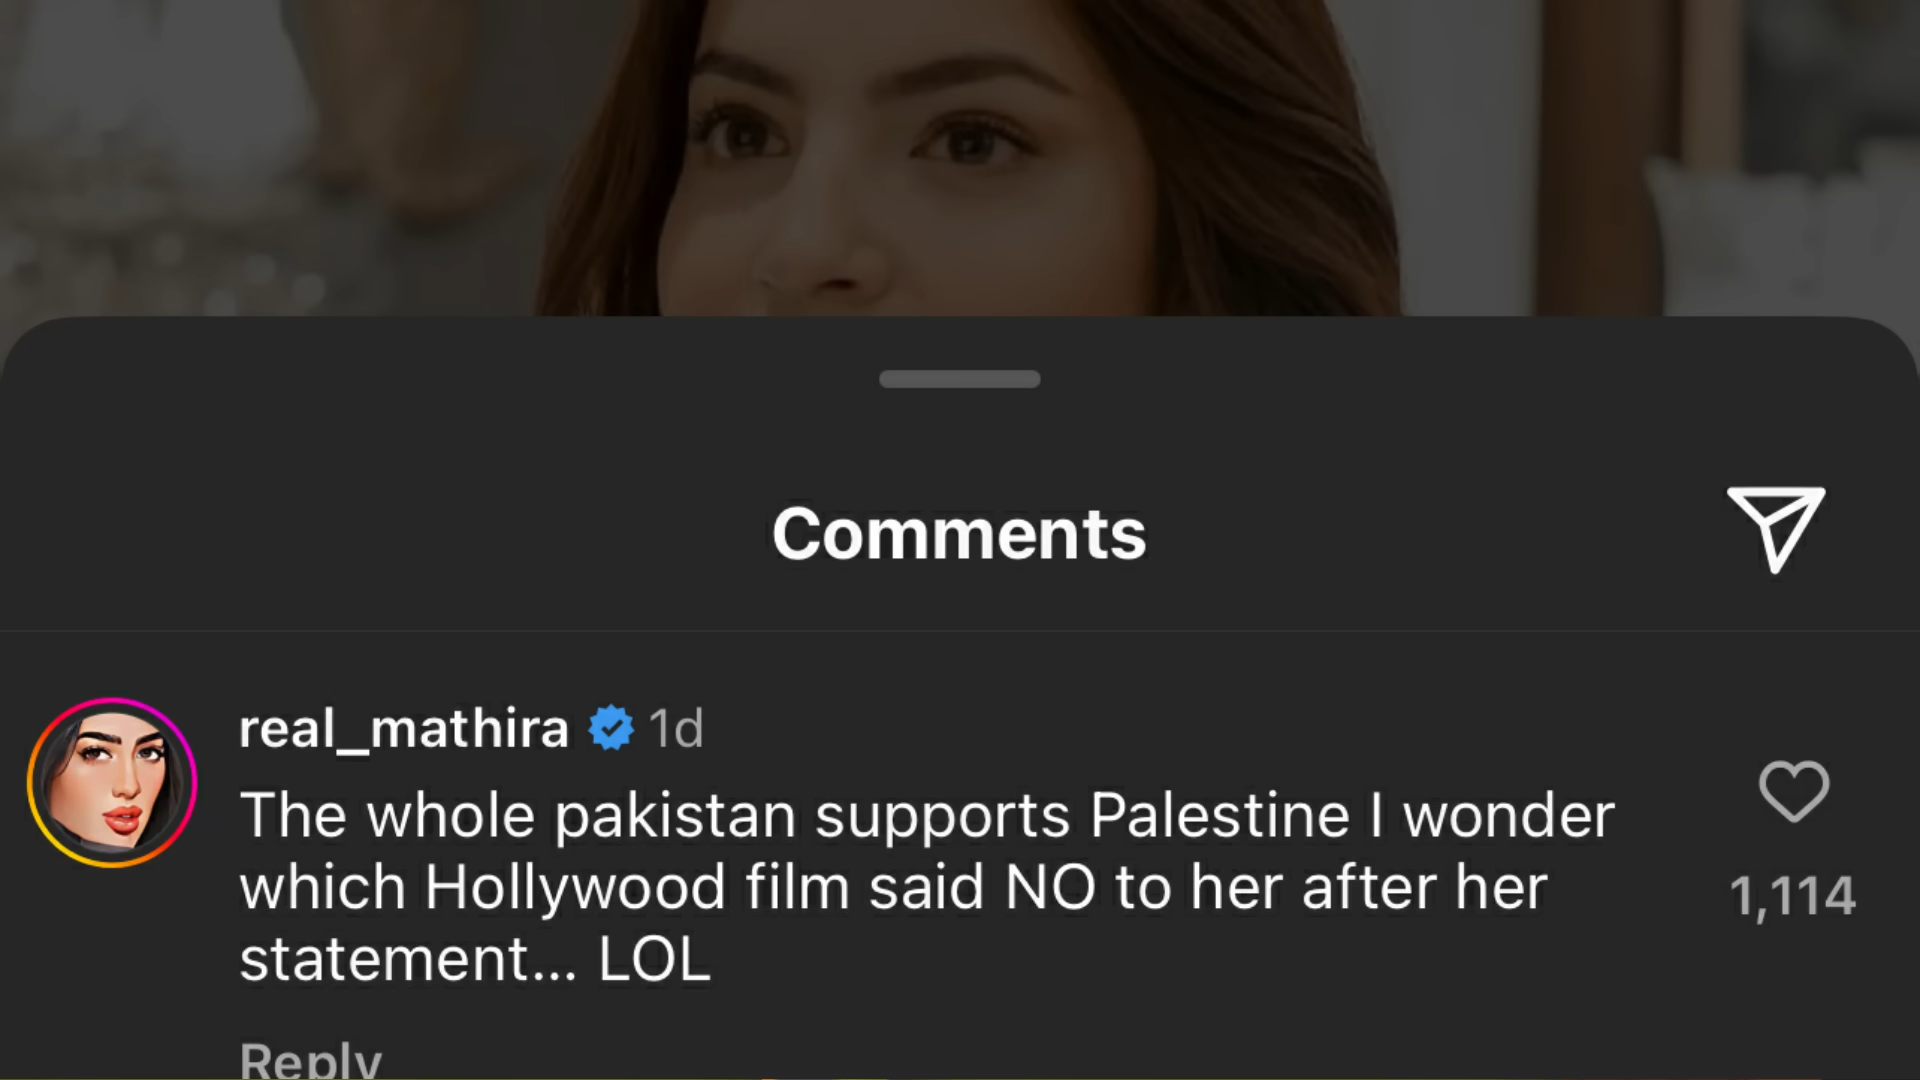 Comments
real_mathira 1d
The whole pakistan supports Palestine I wonder
which Hollywood film said NO to her after her
statement... LOL
1,114
Reply